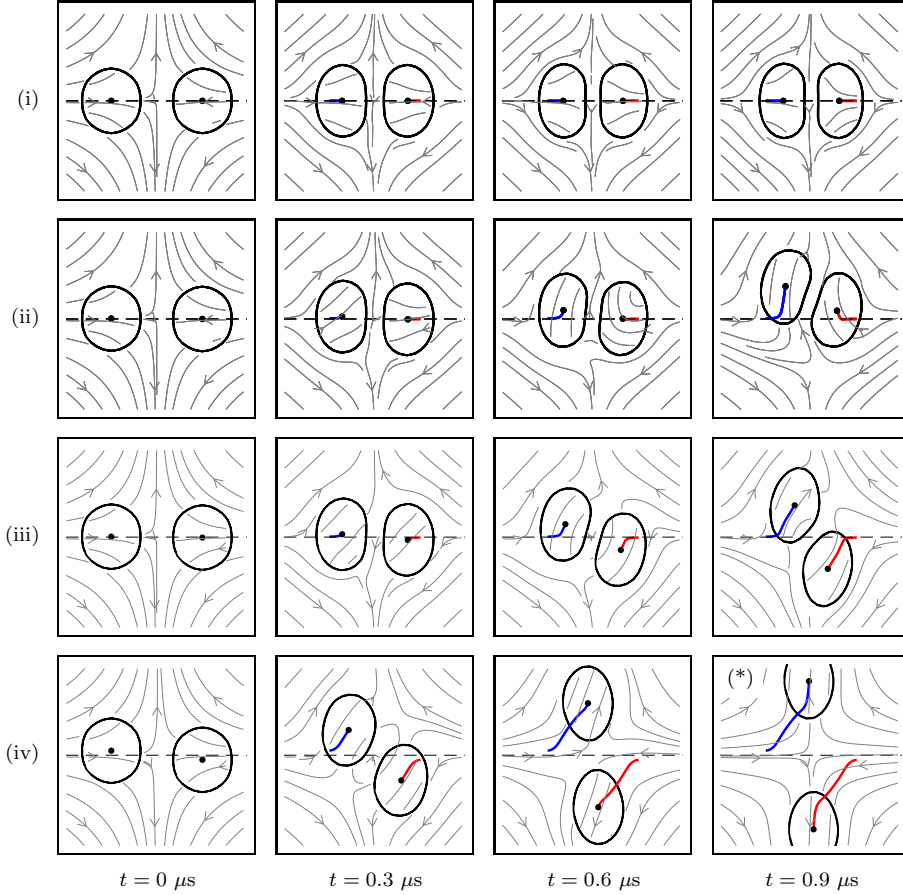 (i)
(ii)
(iii)
(iv)
(*)
t = 0 μs
t = 0.3 μs
t = 0.6 μs
t = 0.9 μs